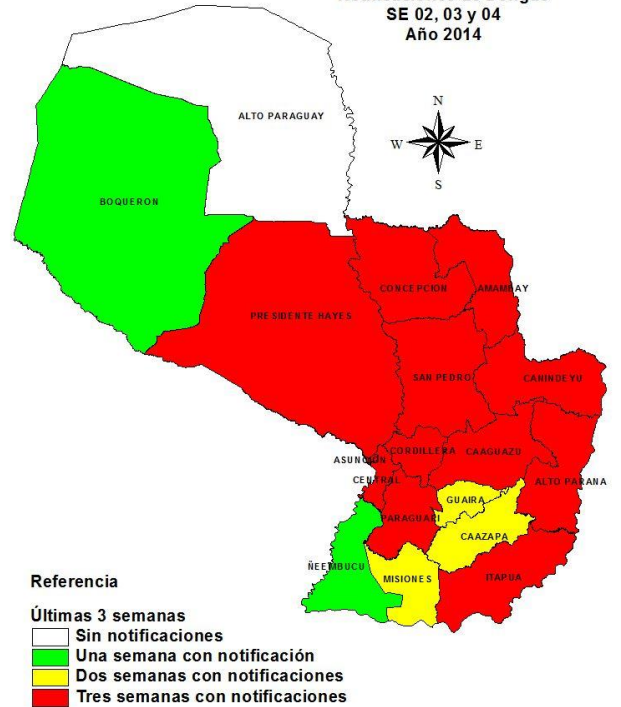 SE 02, 03 y 04
Año 2014
N
W E
S
ALTO PARAGUAY
BOQUERON
CONCEPCION
AMAMBAY
PRESIDENTE HAYES
SAN PEDRO
CANINDEYU
CORDILLERA
CAAGUAZU
ASUNCION
CENTRAL
ALTO PARANA
GUAIRA
PARAGUARI
CAAZAPA
ÑEEMBUCU
MISIONES
ITAPUA
Referencia
Últimas 3 semanas
Sin notificaciones
Una semana con notificación
Dos semanas con notificaciones
Tres semanas con notificaciones